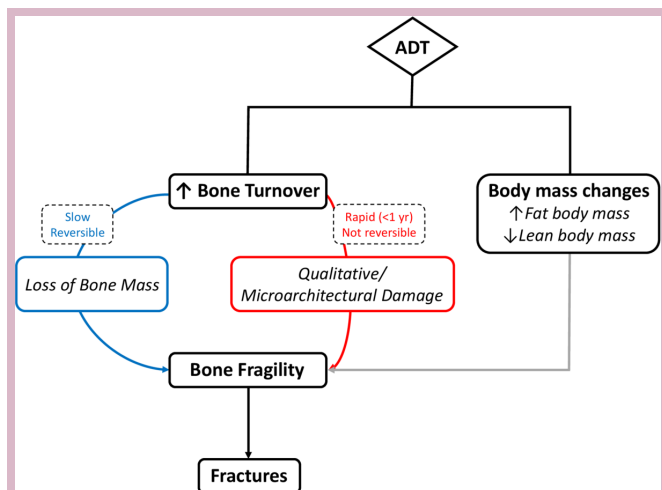 ADT
↑ Bone Turnover
Body mass changes
↑Fat body mass
↓Lean body mass
Slow
Reversible
Rapid (<1 yr)
Not reversible
Loss of Bone Mass
Qualitative/
Microarchitectural Damage
Bone Fragility
Fractures